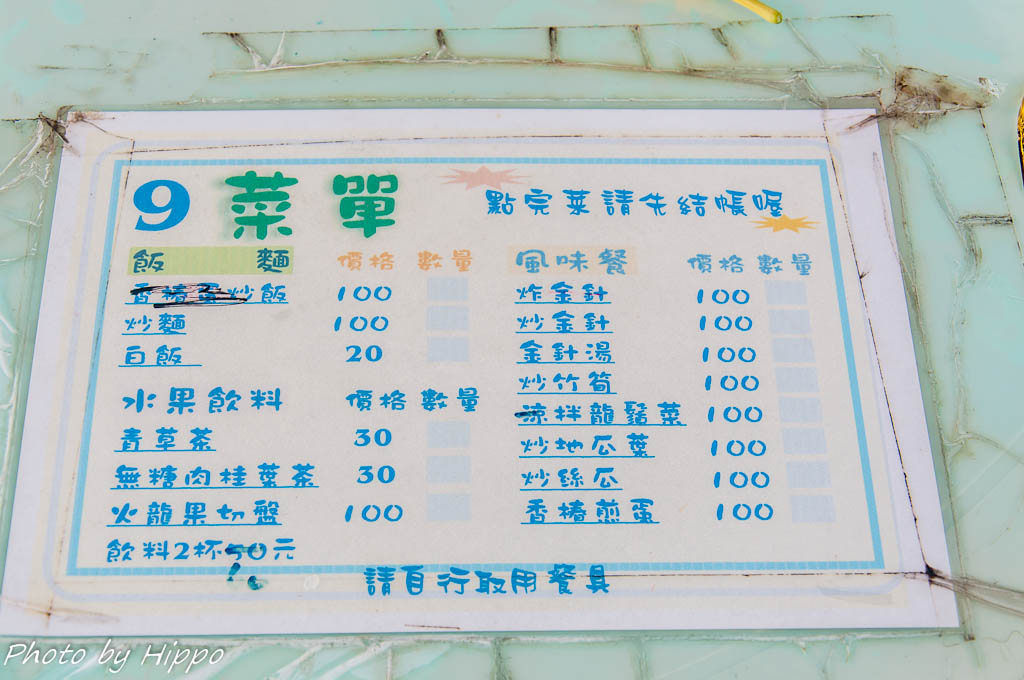 9 菜單 點完菜請先結帳喔
飯 麵 價格 數量
香椿蛋炒飯 100
炒麵 100
白飯 20
水果飲料 價格 數量
青草茶 30
無糖肉桂葉茶 30
火龍果切盤 100
飲料2杯50元
風味餐 價格 數量
炸金針 100
炒金針 100
金針湯 100
炒竹筍 100
涼拌龍鬚菜 100
炒地瓜葉 100
炒絲瓜 100
香椿煎蛋 100
請自行取用餐具
Photo by Hippo